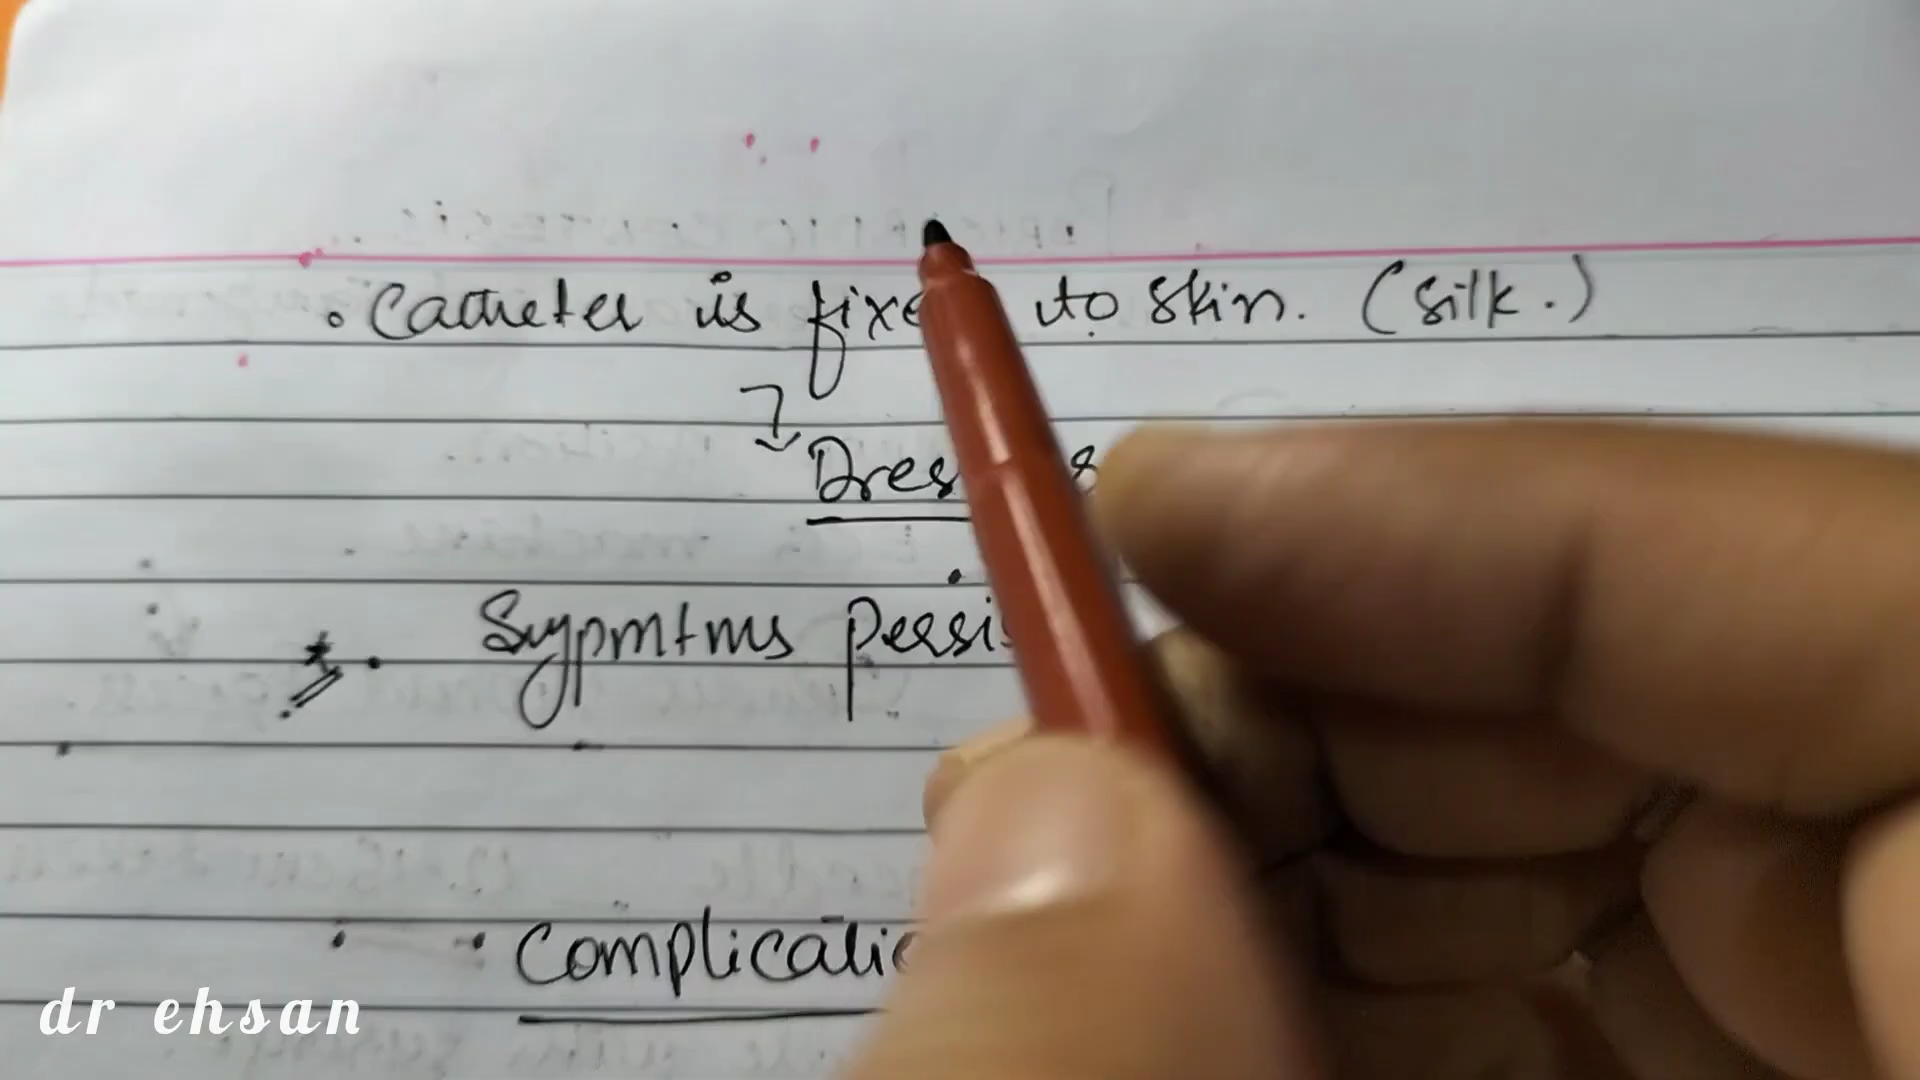 . Catheter is fixed to skin. (silk.)
Dres
* . Sypmtms Persis
Complicatio
dr ehsan